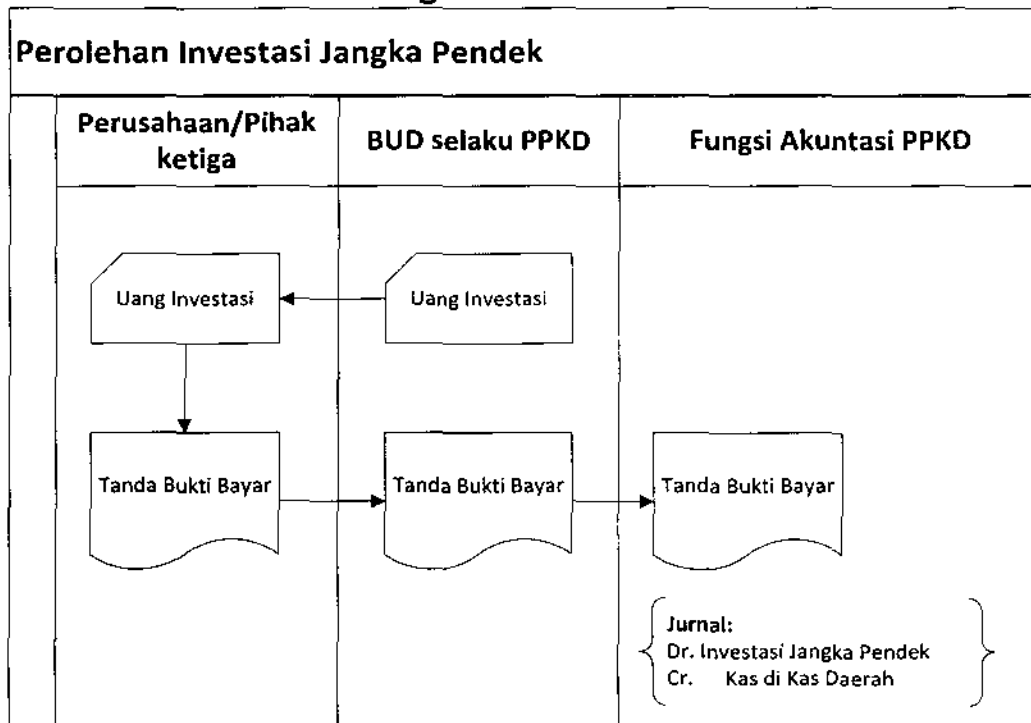 Perolehan Investasi Jangka Pendek
Perusahaan/Pihak
ketiga
BUD selaku PPKD
Fungsi Akuntasi PPKD
Uang Investasi
Uang Investasi
Tanda Bukti Bayar
Tanda Bukti Bayar
Tanda Bukti Bayar
Jurnal:
Dr. Investasi Jangka Pendek
Cr. Kas di Kas Daerah